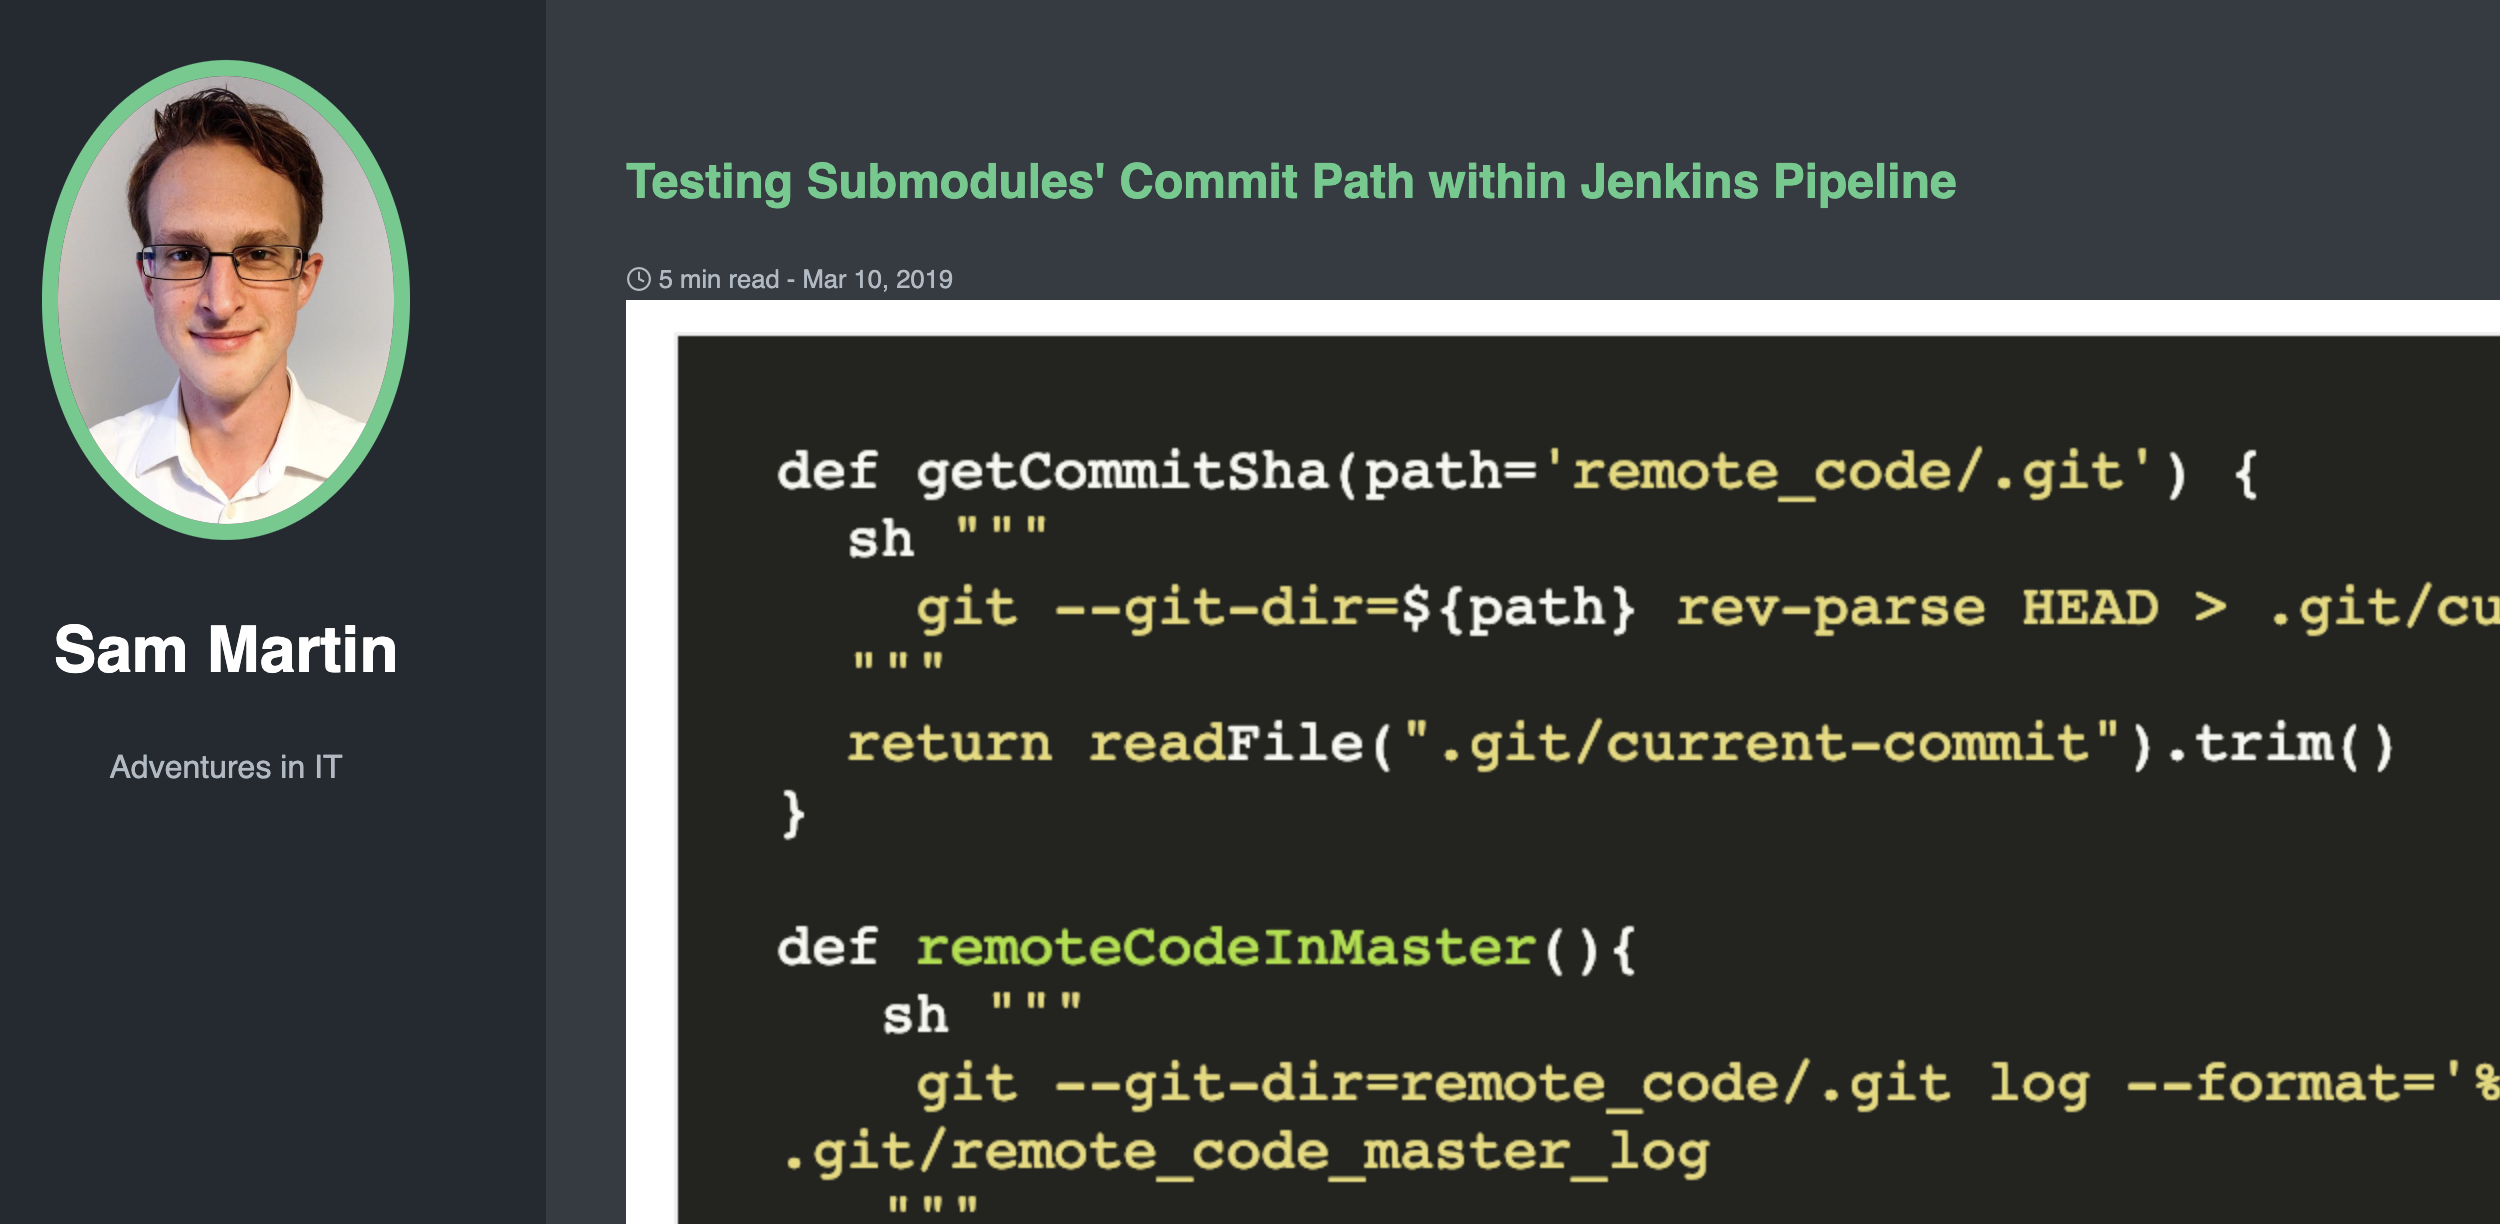 Sam Martin
Adventures in IT
Testing Submodules' Commit Path within Jenkins Pipeline
5 min read - Mar 10, 2019
def getCommitSha(path='remote_code/.git') {
sh """
git --git-dir=${path} rev-parse HEAD > .git/cu
"""
return readFile(".git/current-commit").trim()
}
def remoteCodeInMaster(){
sh """
git --git-dir=remote_code/.git log --format='%
.git/remote_code_master_log
"""